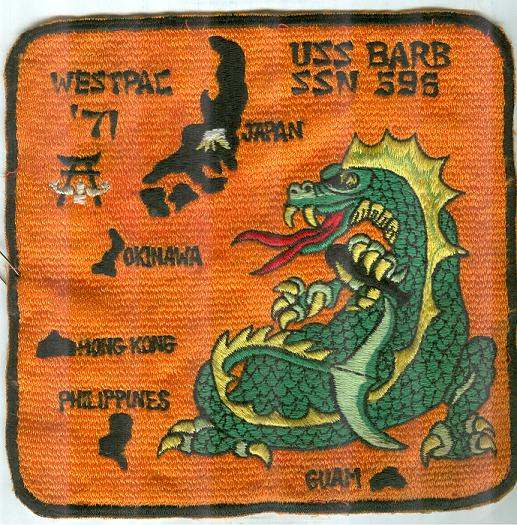 USS BARB
SSN 596
WESTPAC
'71
JAPAN
OKINAWA
HONG KONG
PHILIPPINES
GUAM